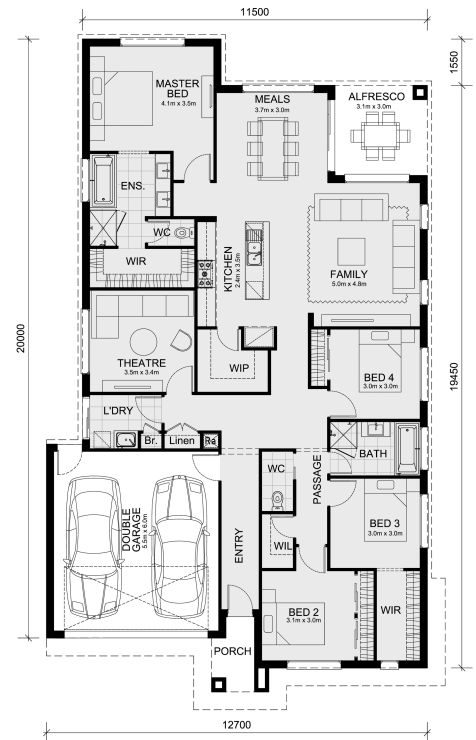 11500
1550
MASTER
BED
4.1m x 3.5m
MEALS
3.7m x 3.0m
ALFRESCO
3.1m x 3.0m
ENS.
WC
WIR
KITCHEN
2.4m x 3.5m
FAMILY
5.0m x 4.8m
20000
19450
THEATRE
3.5m x 3.4m
WIP
BED 4
3.0m x 3.0m
L'DRY
Br.
Linen
BATH
WC
PASSAGE
DOUBLE
GARAGE
5.5m x 6.0m
ENTRY
WIL
BED 3
3.0m x 3.0m
BED 2
3.1m x 3.0m
WIR
PORCH
12700